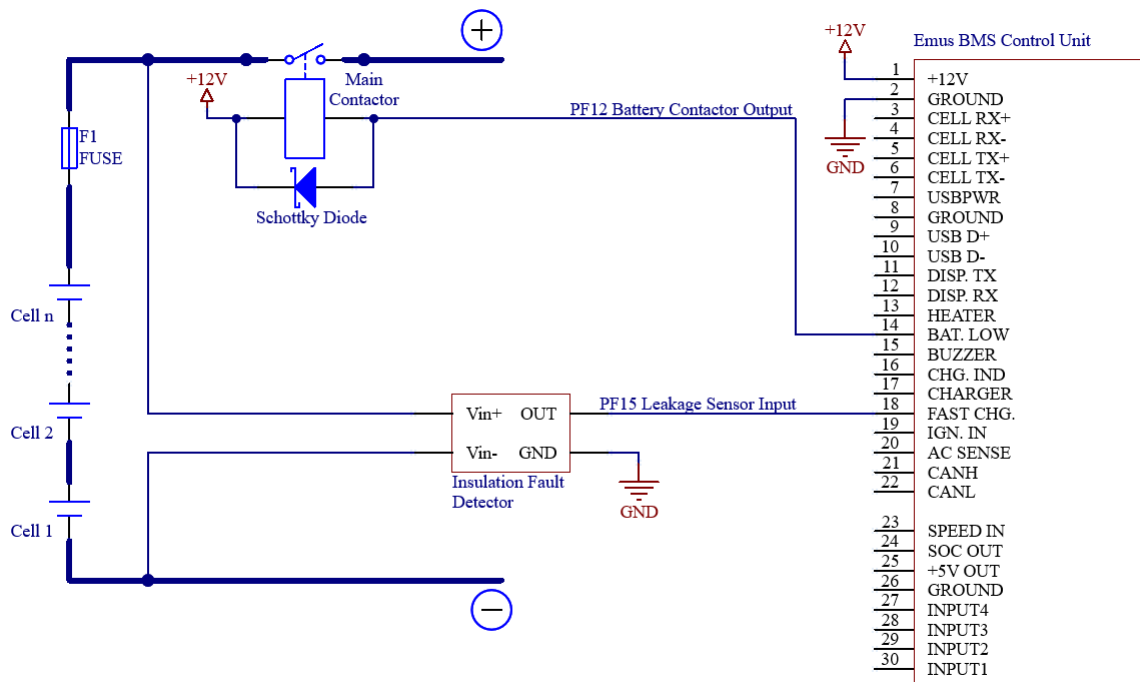 +12V
Emus BMS Control Unit
Main
Contactor
+12V
PF12 Battery Contactor Output
F1
FUSE
Schottky Diode
GND
Cell n
Cell 2
Cell 1
Vin+ OUT
Vin- GND
Insulation Fault
Detector
PF15 Leakage Sensor Input
GND
1 +12V
2 GROUND
3 CELL RX+
4 CELL RX-
5 CELL TX+
6 CELL TX-
7 USBPWR
8 GROUND
9 USB D+
10 USB D-
11 DISP. TX
12 DISP. RX
13 HEATER
14 BAT. LOW
15 BUZZER
16 CHG. IND
17 CHARGER
18 FAST CHG.
19 IGN. IN
20 AC SENSE
21 CANH
22 CANL
23 SPEED IN
24 SOC OUT
25 +5V OUT
26 GROUND
27 INPUT4
28 INPUT3
29 INPUT2
30 INPUT1